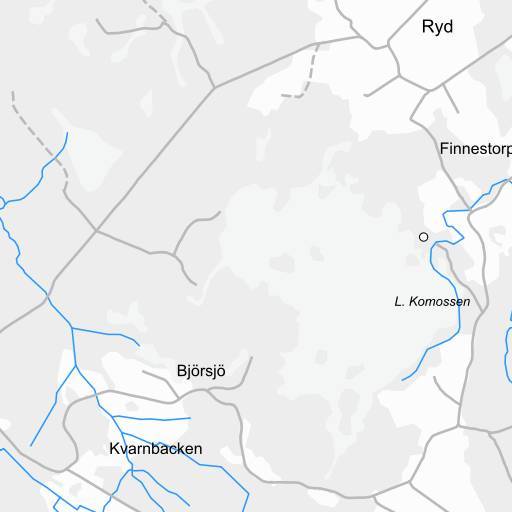 Ryd
Finnestorp
L. Komossen
Björsjö
Kvarnbacken